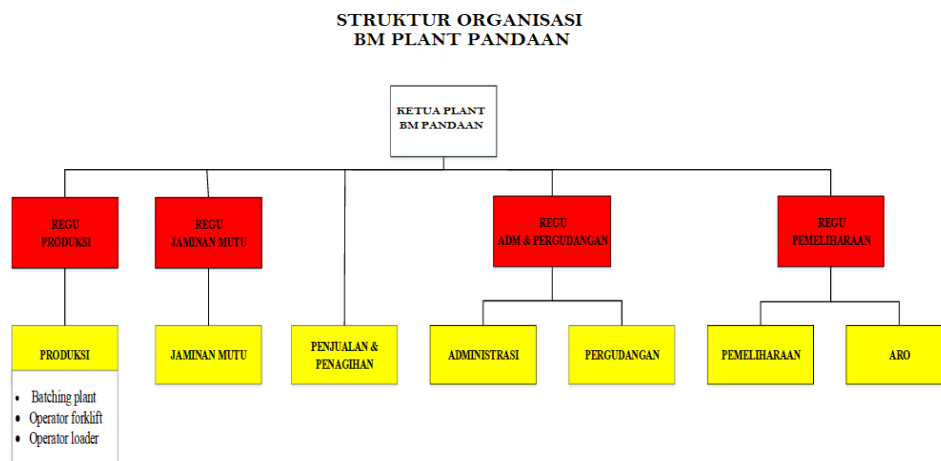 STRUKTUR ORGANISASI
BM PLANT PANDAAN
KETUA PLANT
BM PANDAAN
REGU
PRODUKSI
REGU
JAMINAN MUTU
REGU
ADM & PERGUDANGAN
REGU
PEMELIHARAAN
PRODUKSI
JAMINAN MUTU
PENJUALAN &
PENAGIHAN
ADMINISTRASI
PERGUDANGAN
PEMELIHARAAN
ARO
• Batching plant
• Operator forklift
• Operator loader